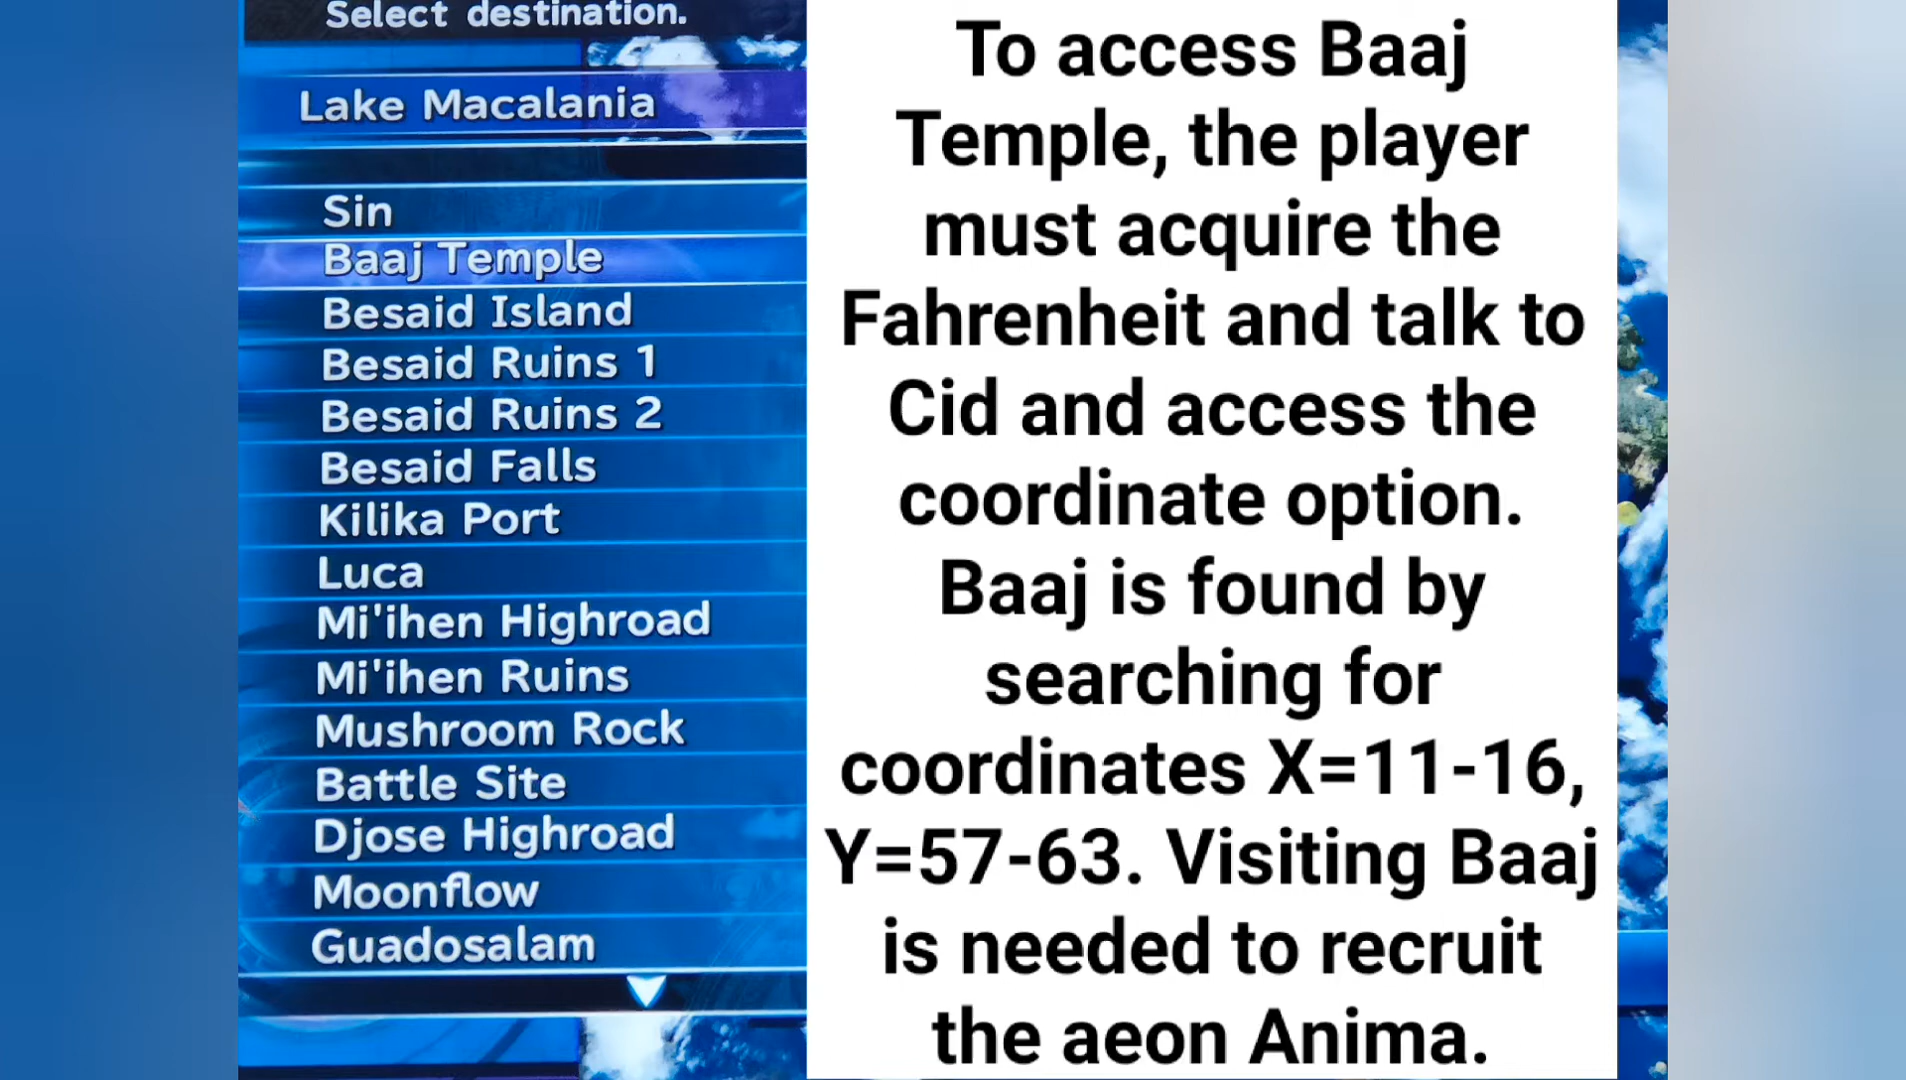 Select destination.
Lake Macalania
Sin
Baaj Temple
Besaid Island
Besaid Ruins 1
Besaid Ruins 2
Besaid Falls
Kilika Port
Luca
Mi'ihen Highroad
Mi'ihen Ruins
Mushroom Rock
Battle Site
Djose Highroad
Moonflow
Guadosalam
To access Baaj
Temple, the player
must acquire the
Fahrenheit and talk to
Cid and access the
coordinate option.
Baaj is found by
searching for
coordinates X=11-16,
Y=57-63. Visiting Baaj
is needed to recruit
the aeon Anima.